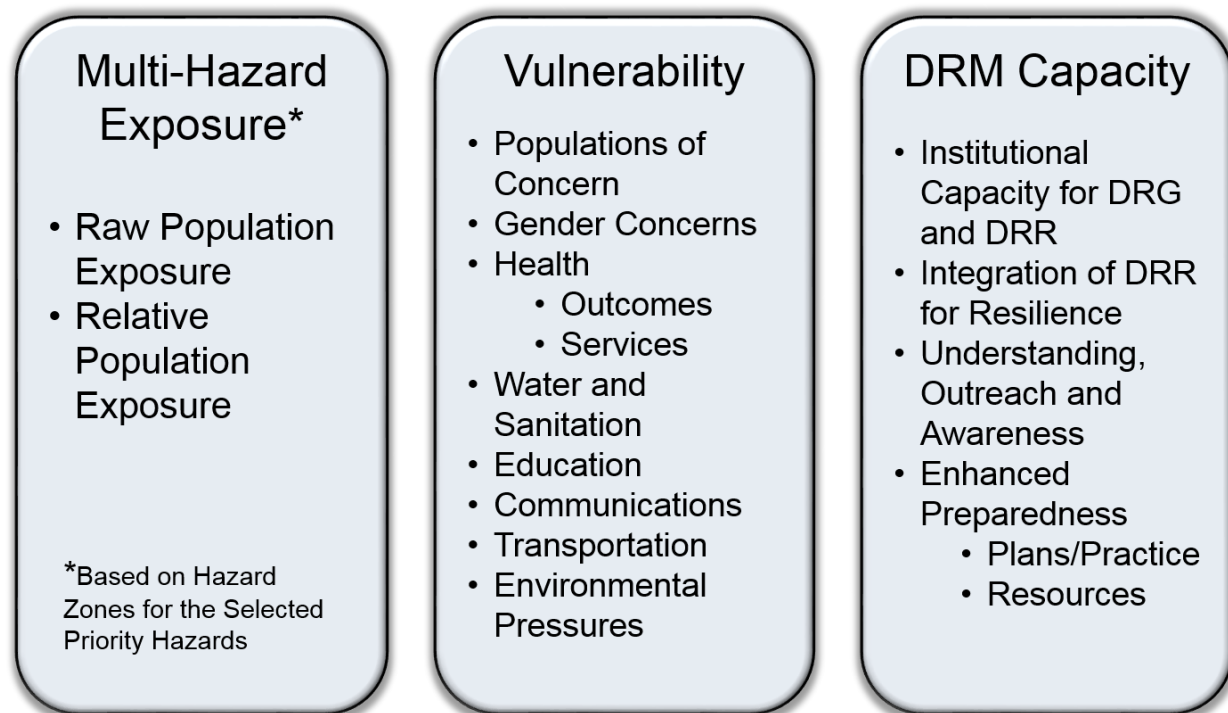 Multi-Hazard
Exposure*
• Raw Population
Exposure
• Relative
Population
Exposure
*Based on Hazard
Zones for the Selected
Priority Hazards
Vulnerability
• Populations of
Concern
• Gender Concerns
• Health
• Outcomes
• Services
• Water and
Sanitation
• Education
• Communications
• Transportation
• Environmental
Pressures
DRM Capacity
• Institutional
Capacity for DRG
and DRR
• Integration of DRR
for Resilience
• Understanding,
Outreach and
Awareness
• Enhanced
Preparedness
• Plans/Practice
• Resources